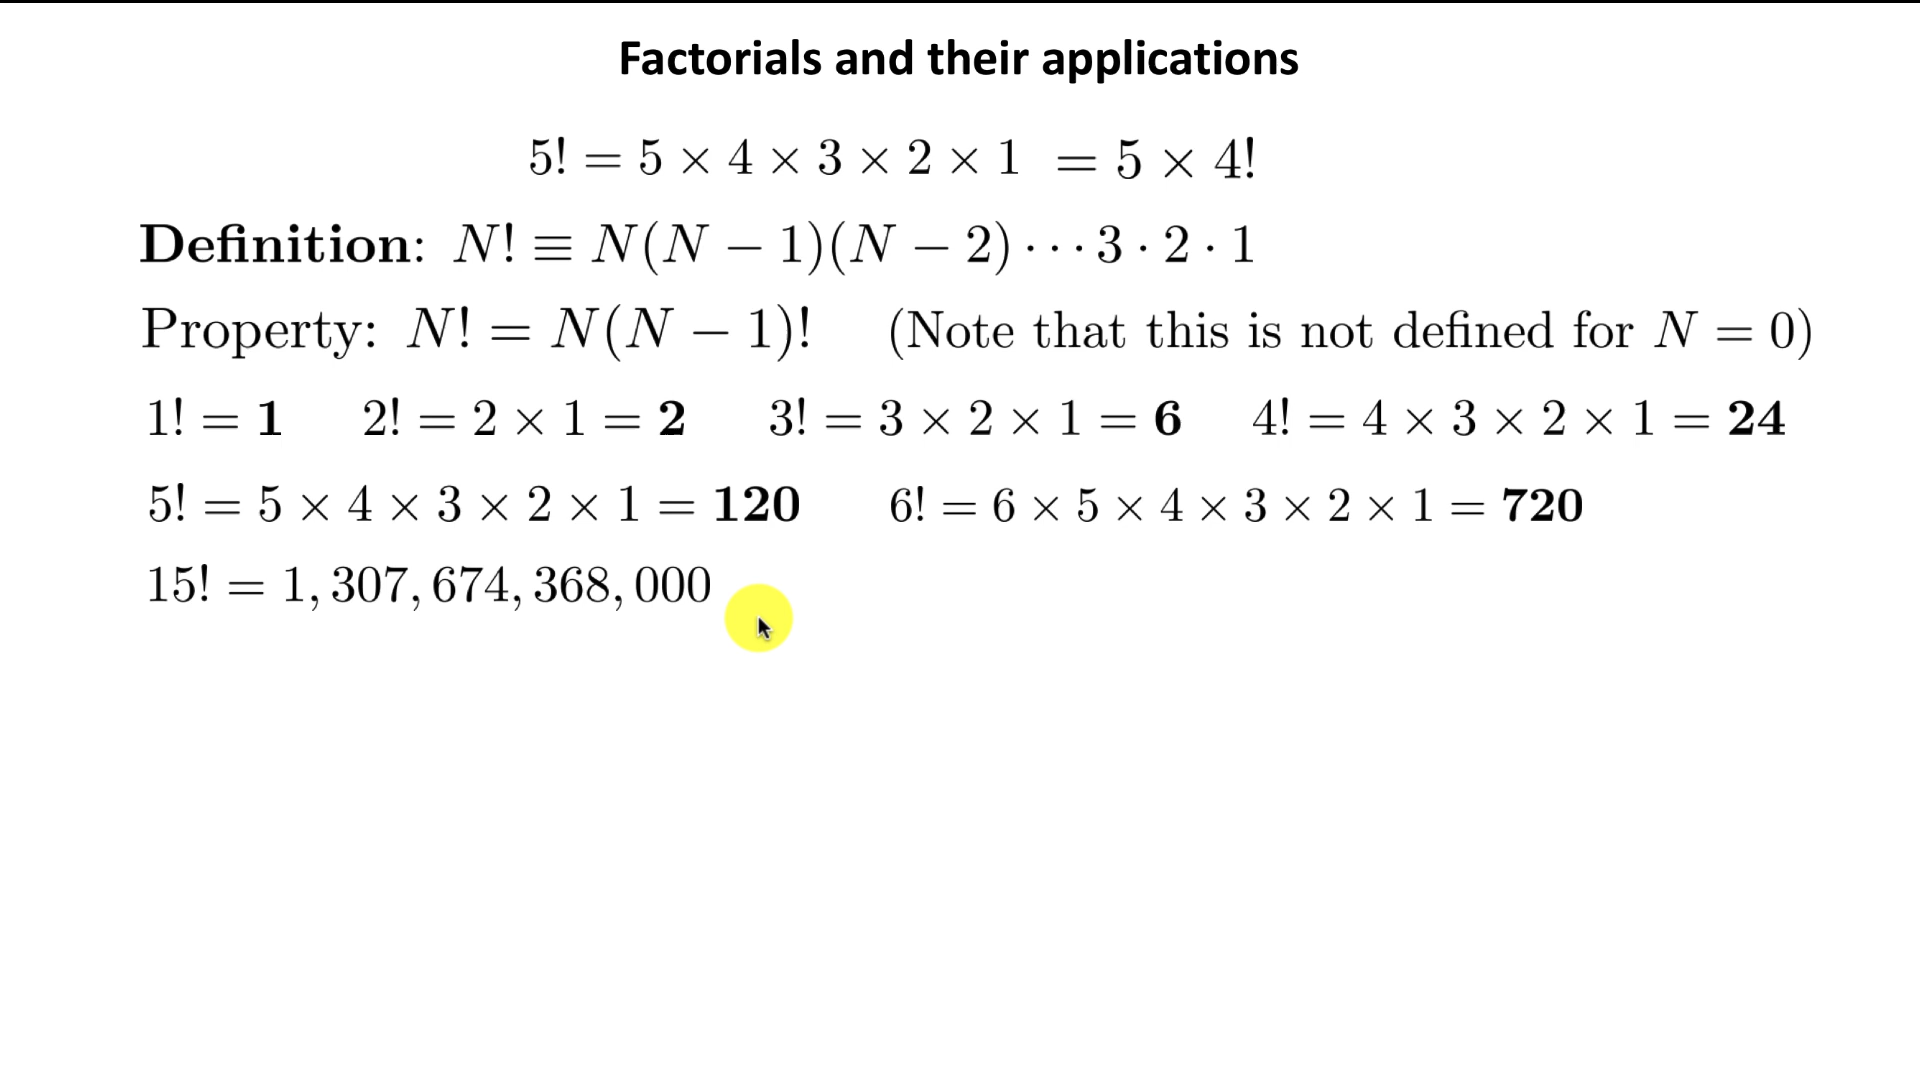 Factorials and their applications
5! = 5 × 4 × 3 × 2 × 1 = 5 × 4!
Definition: N! ≡ N(N − 1)(N − 2) · · · 3 · 2 · 1
Property: N! = N(N − 1)! (Note that this is not defined for N = 0)
1! = 1 2! = 2 × 1 = 2 3! = 3 × 2 × 1 = 6 4! = 4 × 3 × 2 × 1 = 24
5! = 5 × 4 × 3 × 2 × 1 = 120 6! = 6 × 5 × 4 × 3 × 2 × 1 = 720
15! = 1, 307, 674, 368, 000